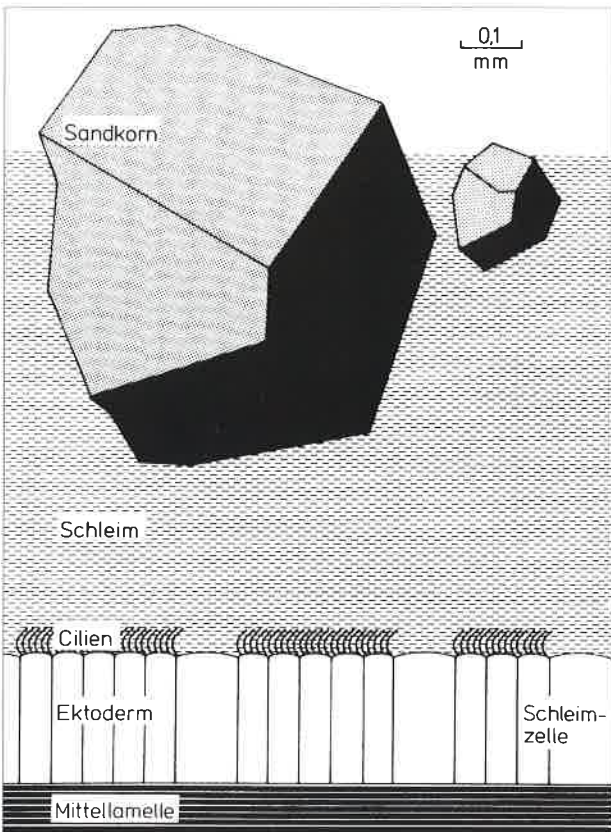 0,1
mm
Sandkorn
Schleim
Cilien
Ektoderm
Schleim-
zelle
Mittellamelle